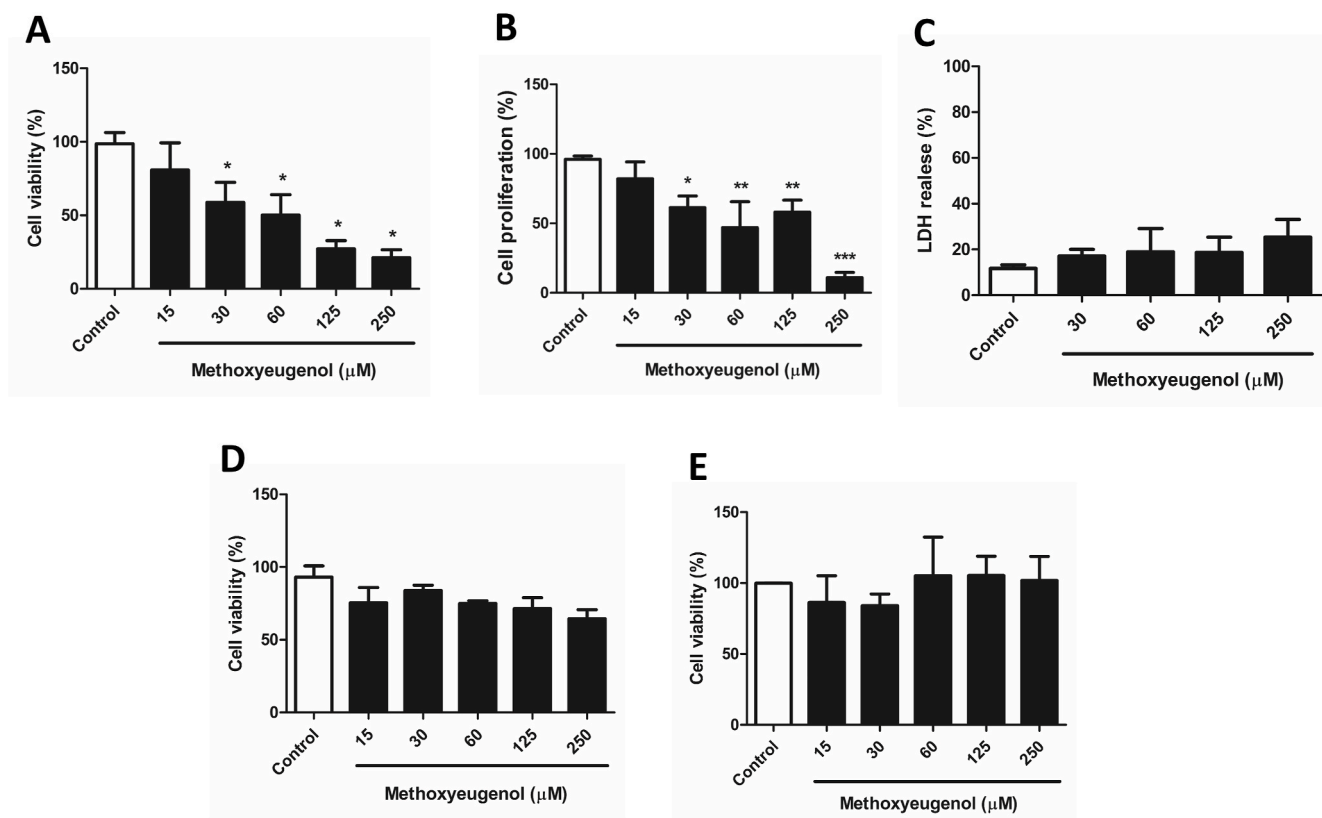 A
150
100
50
0
Cell viability (%)
*
*
*
*
Control
15
30
60
125
250
Methoxyeugenol (μM)
B
150
100
50
0
Cell proliferation (%)
*
**
**
***
Control
15
30
60
125
250
Methoxyeugenol (μM)
C
100
80
60
40
20
0
LDH realese (%)
Control
30
60
125
250
Methoxyeugenol (μM)
D
150
100
50
0
Cell viability (%)
Control
15
30
60
125
250
Methoxyeugenol (μM)
E
150
100
50
0
Cell viability (%)
Control
15
30
60
125
250
Methoxyeugenol (μM)